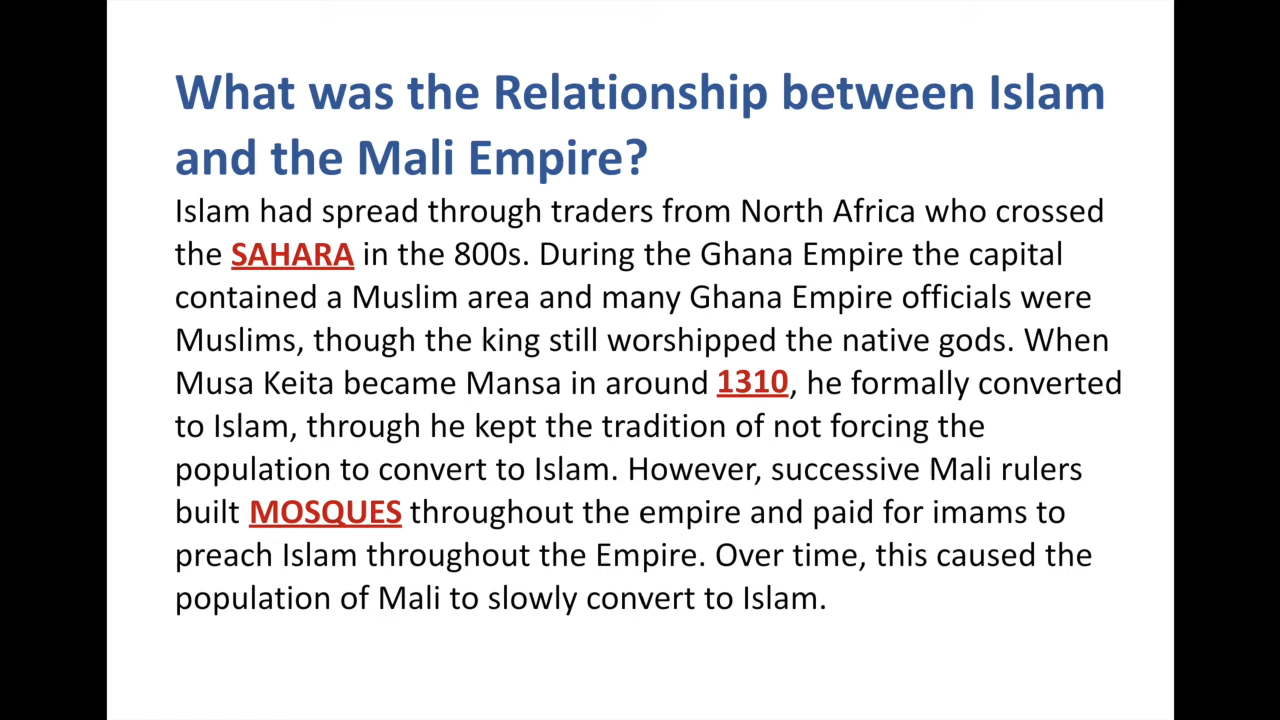 What was the Relationship between Islam
and the Mali Empire?
Islam had spread through traders from North Africa who crossed
the SAHARA in the 800s. During the Ghana Empire the capital
contained a Muslim area and many Ghana Empire officials were
Muslims, though the king still worshipped the native gods. When
Musa Keita became Mansa in around 1310, he formally converted
to Islam, through he kept the tradition of not forcing the
population to convert to Islam. However, successive Mali rulers
built MOSQUES throughout the empire and paid for imams to
preach Islam throughout the Empire. Over time, this caused the
population of Mali to slowly convert to Islam.